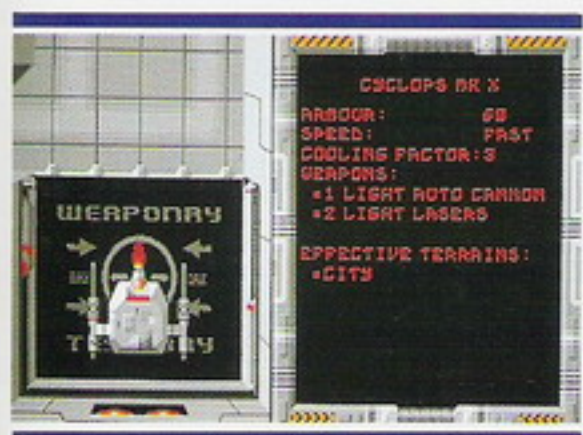 WEAPONRY
T
RY
CYCLOPS MK X
ARMOUR: 60
SPEED: FAST
COOLING FACTOR:3
WEAPONS:
*1 LIGHT AUTO CANNON
*2 LIGHT LASERS
EFFECTIVE TERRAINS:
*CITY